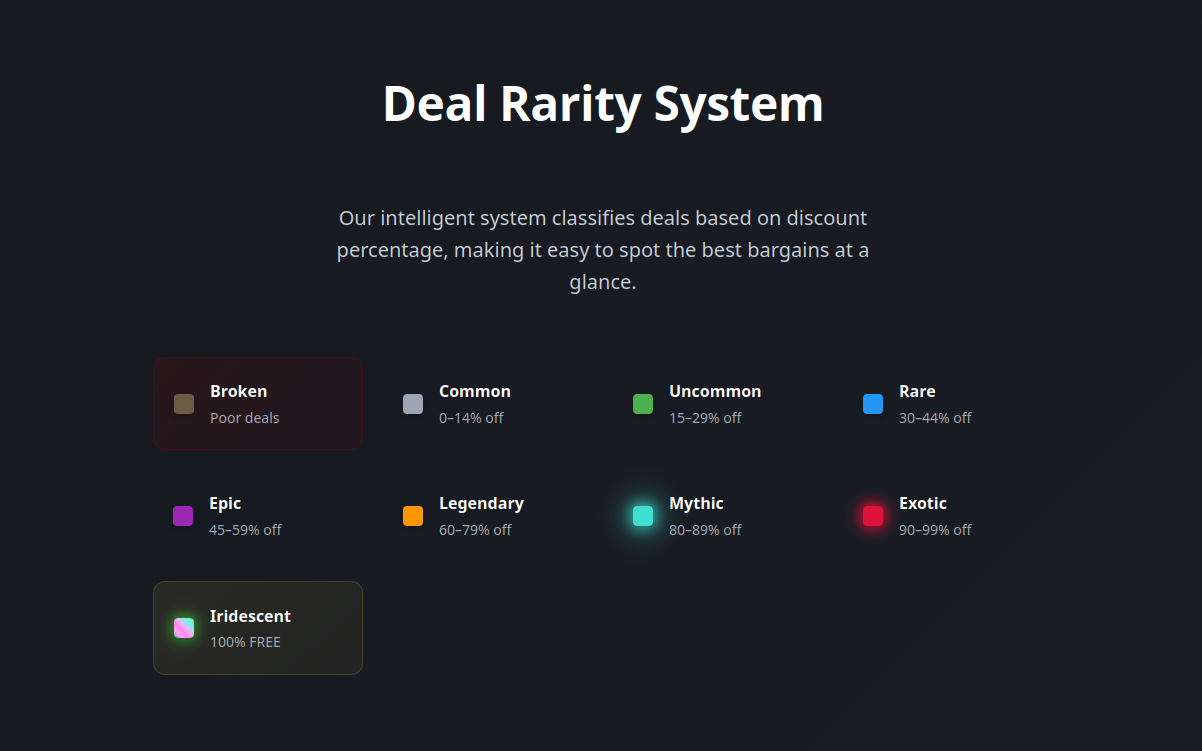 Deal Rarity System
Our intelligent system classifies deals based on discount
percentage, making it easy to spot the best bargains at a
glance.
Broken
Poor deals
Common
0–14% off
Uncommon
15–29% off
Rare
30–44% off
Epic
45–59% off
Legendary
60–79% off
Mythic
80–89% off
Exotic
90–99% off
Iridescent
100% FREE